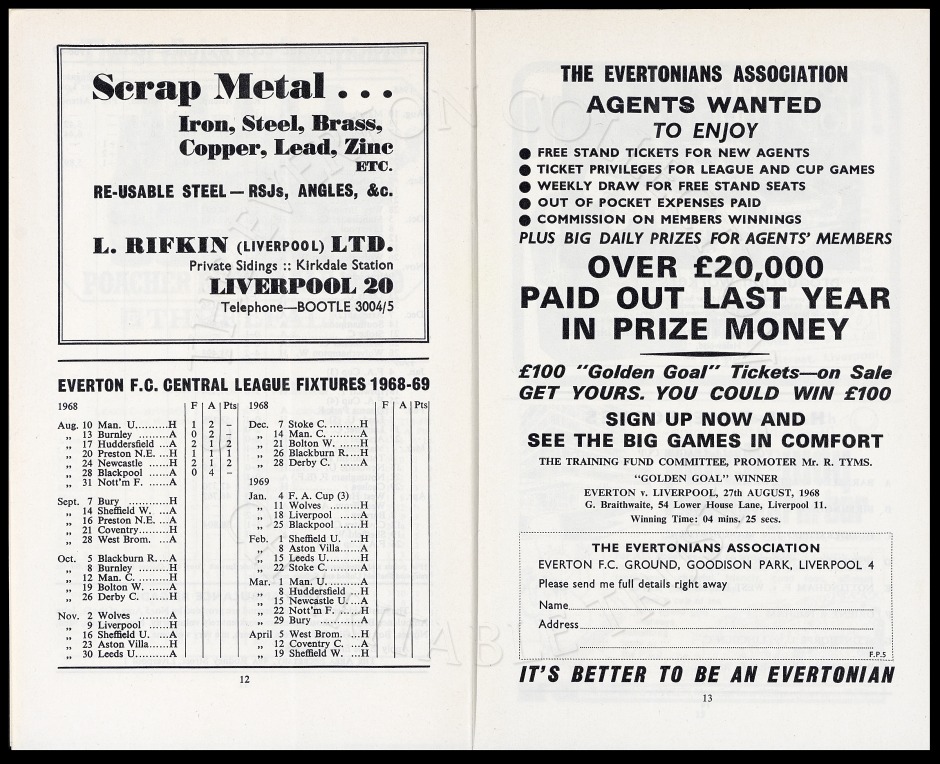 Scrap Metal . . .
Iron, Steel, Brass,
Copper, Lead, Zinc
ETC.
RE-USABLE STEEL — RSJs, ANGLES, &c.
L. RIFKIN (LIVERPOOL) LTD.
Private Sidings :: Kirkdale Station
LIVERPOOL 20
Telephone—BOOTLE 3004/5
EVERTON F.C. CENTRAL LEAGUE FIXTURES 1968-69
1968 F A Pts
Aug. 10 Man. U..........H 1 2 –
„ 13 Burnley ........A 0 2 –
„ 17 Huddersfield ...A 2 1 2
„ 20 Preston N.E. ...H 1 1 1
„ 24 Newcastle ......H 2 1 2
„ 28 Blackpool ......A 0 4 –
„ 31 Nott'm F. ......A
Sept. 7 Bury ............H
„ 14 Sheffield W. ...A
„ 16 Preston N.E. ...A
„ 21 Coventry.........H
„ 28 West Brom. ...A
Oct. 5 Blackburn R....A
„ 8 Burnley .........H
„ 12 Man. C. .........H
„ 19 Bolton W. ......A
„ 26 Derby C. .......H
Nov. 2 Wolves .........A
„ 9 Liverpool ......H
„ 16 Sheffield U. ...A
„ 23 Aston Villa......H
„ 30 Leeds U..........A
1968 F A Pts
Dec. 7 Stoke C. .........H
„ 14 Man. C. .........A
„ 21 Bolton W. ......H
„ 26 Blackburn R....H
„ 28 Derby C. .......A
1969
Jan. 4 F. A. Cup (3)
„ 11 Wolves .........H
„ 18 Liverpool ......A
„ 25 Blackpool ......H
Feb. 1 Sheffield U. ...H
„ 8 Aston Villa......A
„ 15 Leeds U..........H
„ 22 Stoke C. ........A
Mar. 1 Man. U..........A
„ 8 Huddersfield ...H
„ 15 Newcastle U....A
„ 22 Nott'm F. ......H
„ 29 Bury ............A
April 5 West Brom. ...H
„ 12 Coventry C. ...A
„ 19 Sheffield W. ...H
12
THE EVERTONIANS ASSOCIATION
AGENTS WANTED
TO ENJOY
● FREE STAND TICKETS FOR NEW AGENTS
● TICKET PRIVILEGES FOR LEAGUE AND CUP GAMES
● WEEKLY DRAW FOR FREE STAND SEATS
● OUT OF POCKET EXPENSES PAID
● COMMISSION ON MEMBERS WINNINGS
PLUS BIG DAILY PRIZES FOR AGENTS' MEMBERS
OVER £20,000
PAID OUT LAST YEAR
IN PRIZE MONEY
£100 "Golden Goal" Tickets—on Sale
GET YOURS. YOU COULD WIN £100
SIGN UP NOW AND
SEE THE BIG GAMES IN COMFORT
THE TRAINING FUND COMMITTEE, PROMOTER Mr. R. TYMS.
"GOLDEN GOAL" WINNER
EVERTON v. LIVERPOOL, 27th AUGUST, 1968
G. Braithwaite, 54 Lower House Lane, Liverpool 11.
Winning Time: 04 mins. 25 secs.
THE EVERTONIANS ASSOCIATION
EVERTON F.C. GROUND, GOODISON PARK, LIVERPOOL 4
Please send me full details right away
Name
Address
F.P.5
IT'S BETTER TO BE AN EVERTONIAN
13